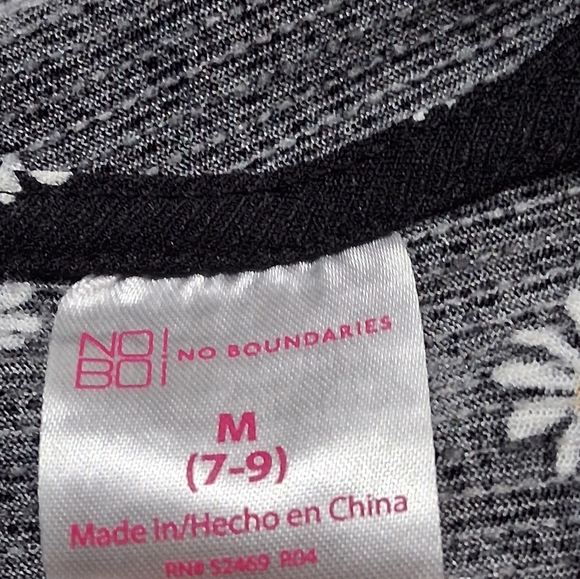 NO!
BO! NO BOUNDARIES
M
(7-9)
Made in/Hecho en China
RN# 52469 R04